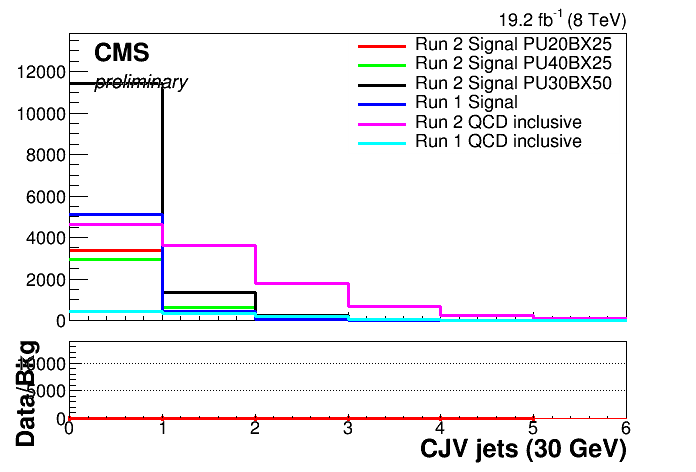 19.2 fb⁻¹ (8 TeV)
CMS
preliminary
Run 2 Signal PU20BX25
Run 2 Signal PU40BX25
Run 2 Signal PU30BX50
Run 1 Signal
Run 2 QCD inclusive
Run 1 QCD inclusive
12000
10000
8000
6000
4000
2000
0
Data/Bkg
5000
0 1 2 3 4 5 6
CJV jets (30 GeV)